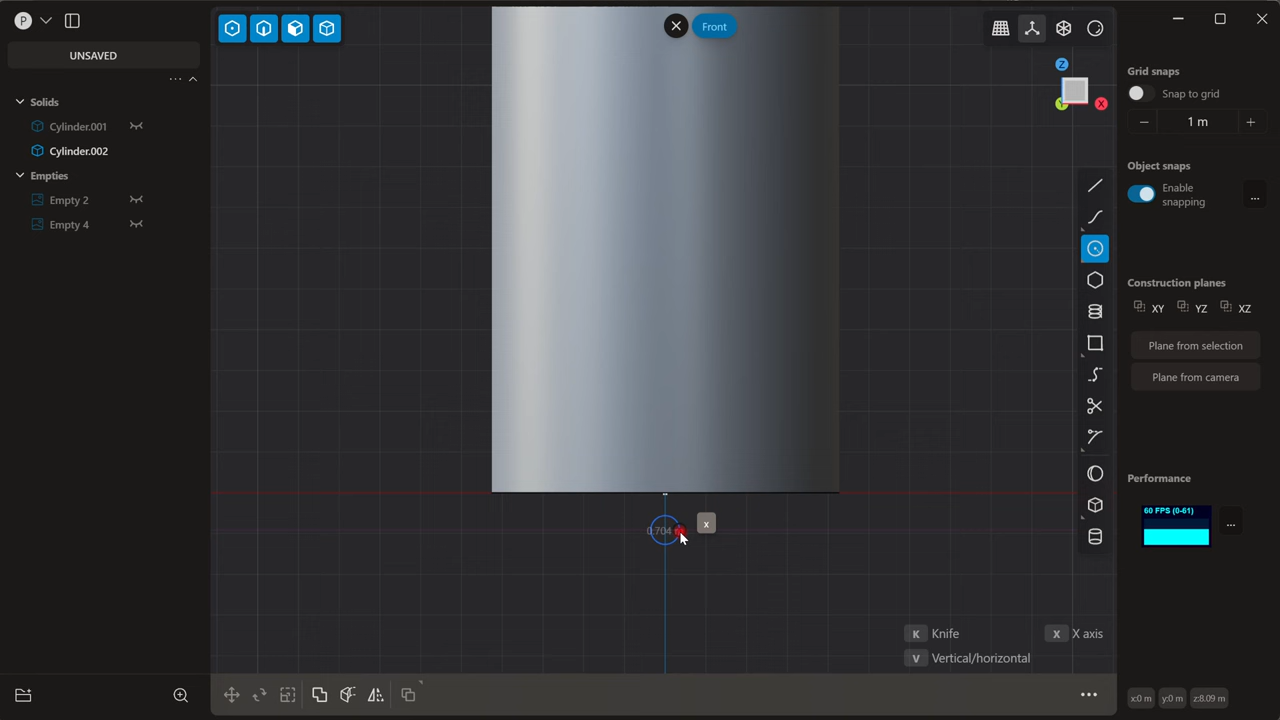 P
UNSAVED
Solids
Cylinder.001
Cylinder.002
Empties
Empty 2
Empty 4
Front
Z
Y
X
Grid snaps
Snap to grid
1 m
Object snaps
Enable
snapping
...
Construction planes
XY
YZ
XZ
Plane from selection
Plane from camera
Performance
60 FPS (0-61)
...
0.704
x
K Knife
X X axis
V Vertical/horizontal
x:0 m
y:0 m
z:8.09 m